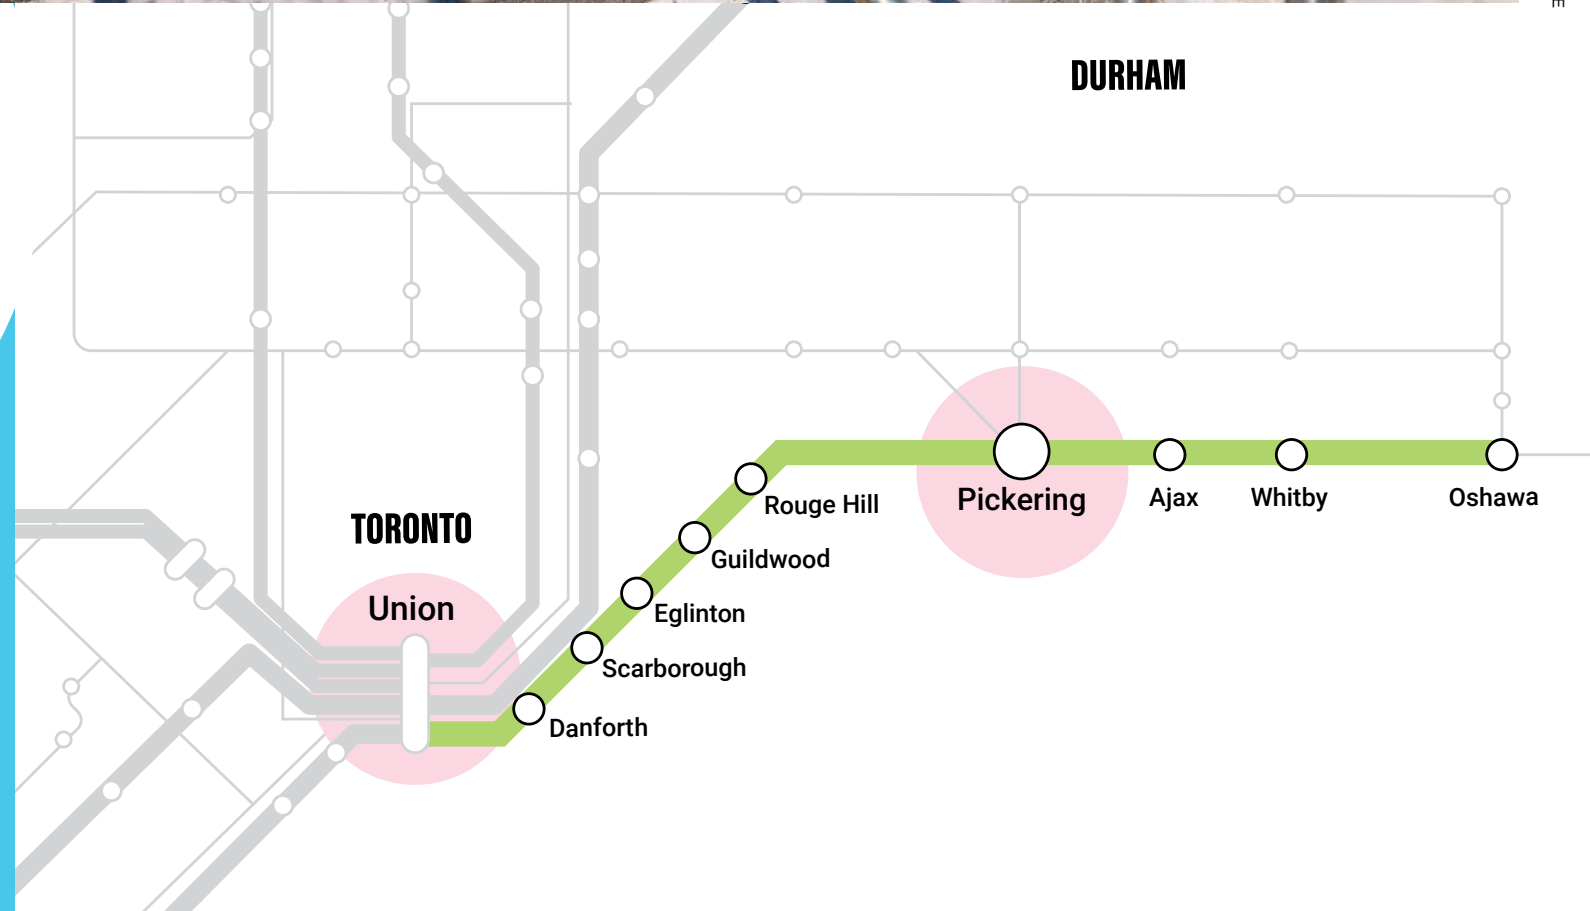 E
DURHAM
TORONTO
Union
Rouge Hill
Guildwood
Eglinton
Scarborough
Danforth
Pickering
Ajax
Whitby
Oshawa